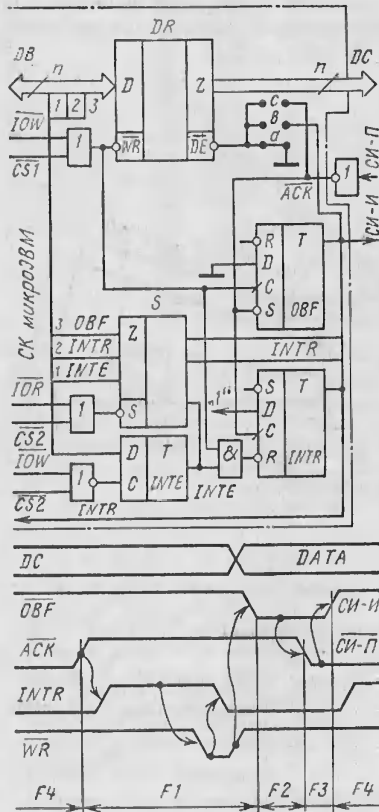 DR
DB
DC
n
D
Z
n
1 2 3
c
в
a
IOW
CS1
1
WR
DE
1
СИ-П
ACK
СИ-И
R
D
C
S
T
OBF
СК микроЭВМ
S
3 OBF
2 INTR
1 INTE
Z
S
INTR
IOR
CS2
1
„1"
S
D
C
R
T
INTR
IOW
CS2
1
D
C
T
INTE
&
INTE
INTR
DC
DATA
OBF
СИ-И
ACK
СИ-П
INTR
WR
F4 F1 F2 F3 F4